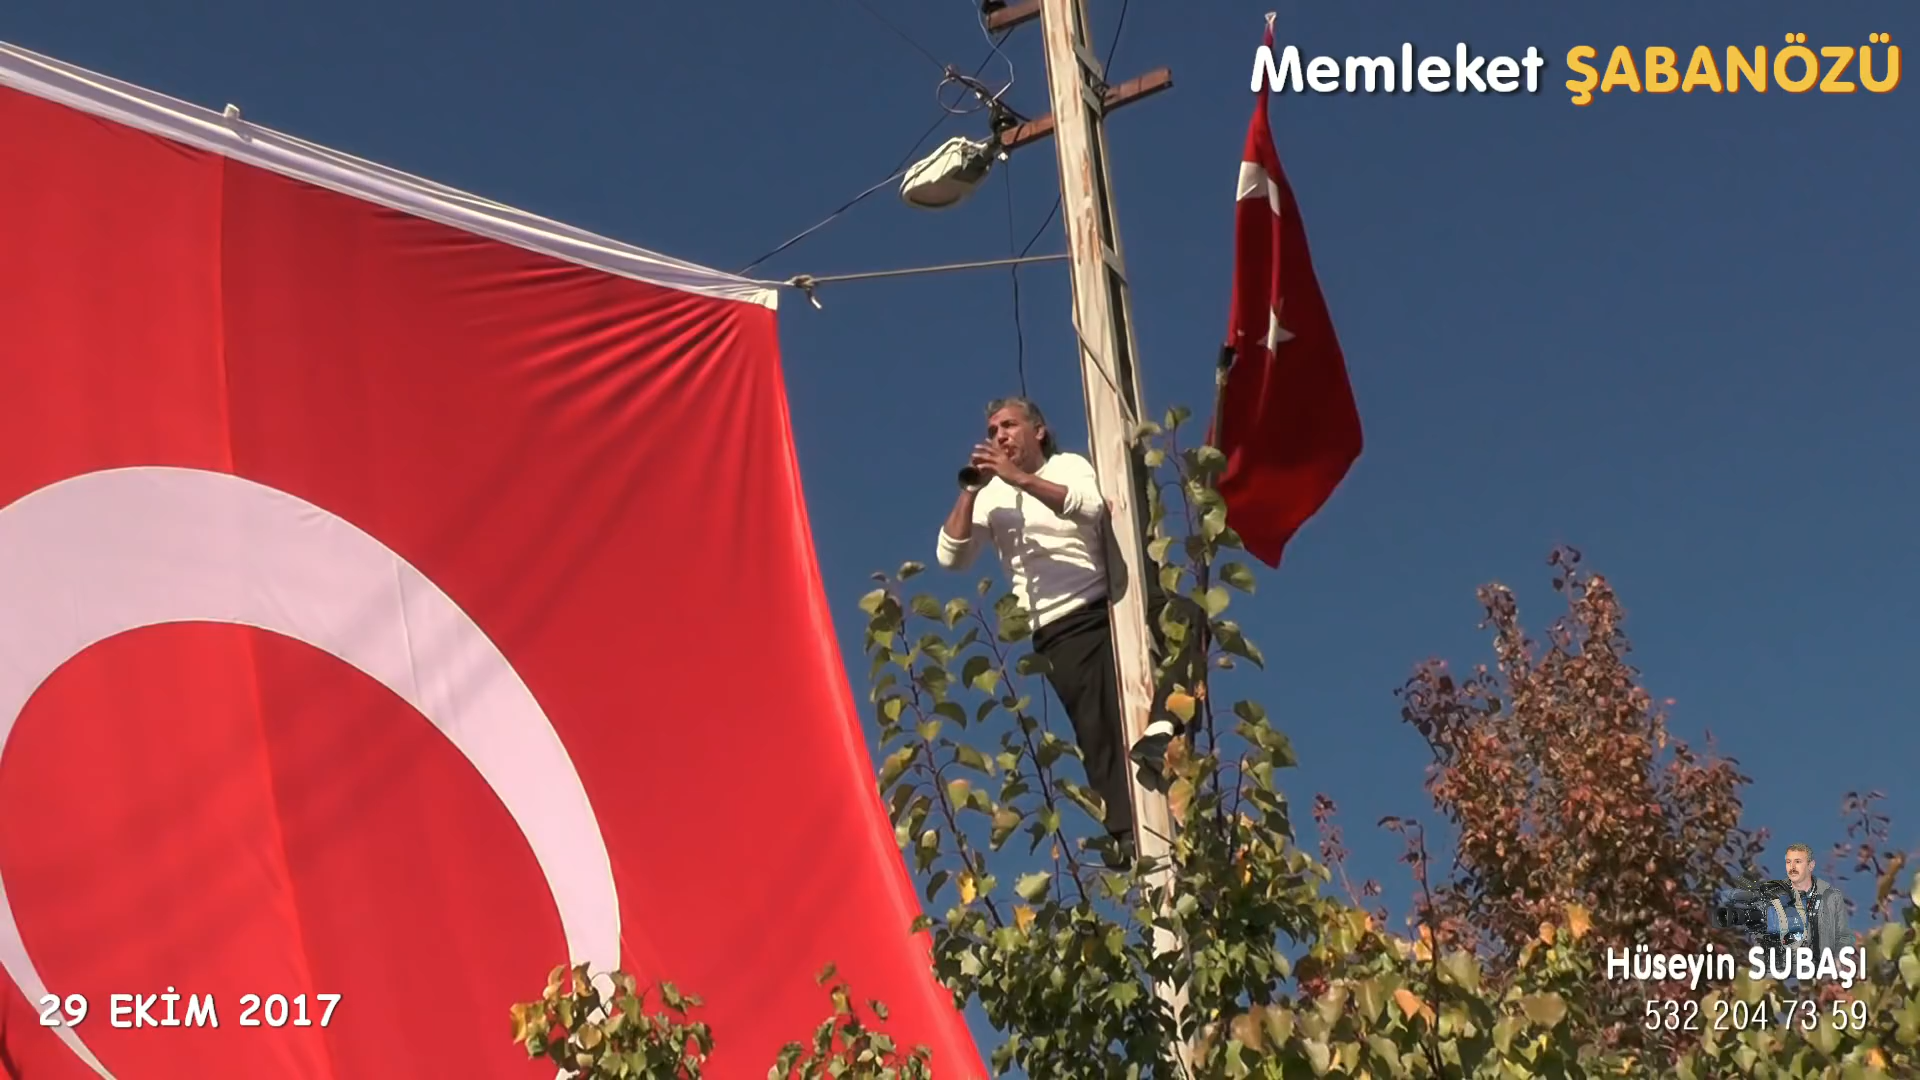 Memleket ŞABANÖZÜ
Hüseyin SUBAŞI
29 EKİM 2017
532 204 73 59